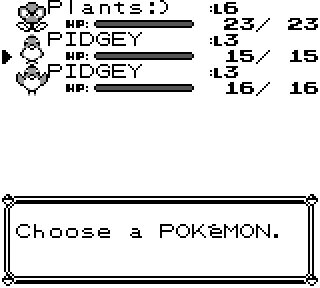 Plants:) :L6
HP: 23/ 23
PIDGEY :L3
HP: 15/ 15
PIDGEY :L3
HP: 16/ 16
Choose a POKéMON.